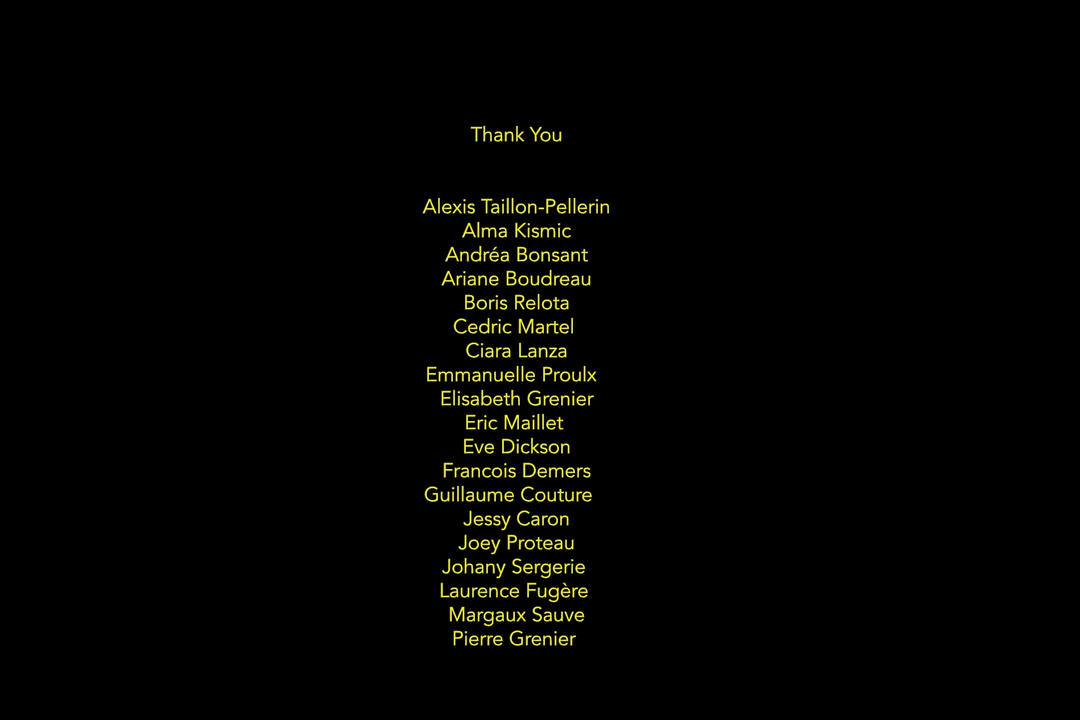 Thank You
Alexis Taillon-Pellerin
Alma Kismic
Andréa Bonsant
Ariane Boudreau
Boris Relota
Cedric Martel
Ciara Lanza
Emmanuelle Proulx
Elisabeth Grenier
Eric Maillet
Eve Dickson
Francois Demers
Guillaume Couture
Jessy Caron
Joey Proteau
Johany Sergerie
Laurence Fugère
Margaux Sauve
Pierre Grenier